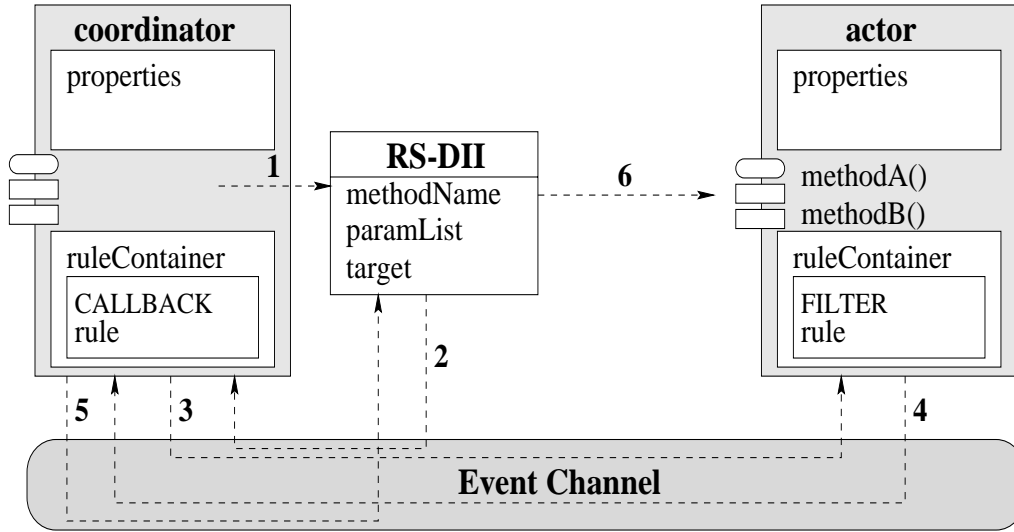 coordinator
properties
ruleContainer
CALLBACK
rule
1
RS-DII
methodName
paramList
target
6
actor
properties
methodA()
methodB()
ruleContainer
FILTER
rule
2
5
3
4
Event Channel